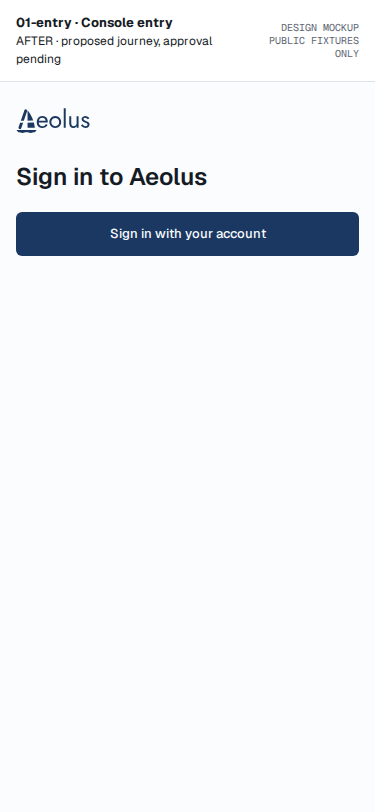 01-entry · Console entry
AFTER · proposed journey, approval
pending
DESIGN MOCKUP
PUBLIC FIXTURES
ONLY
Aeolus
Sign in to Aeolus
Sign in with your account